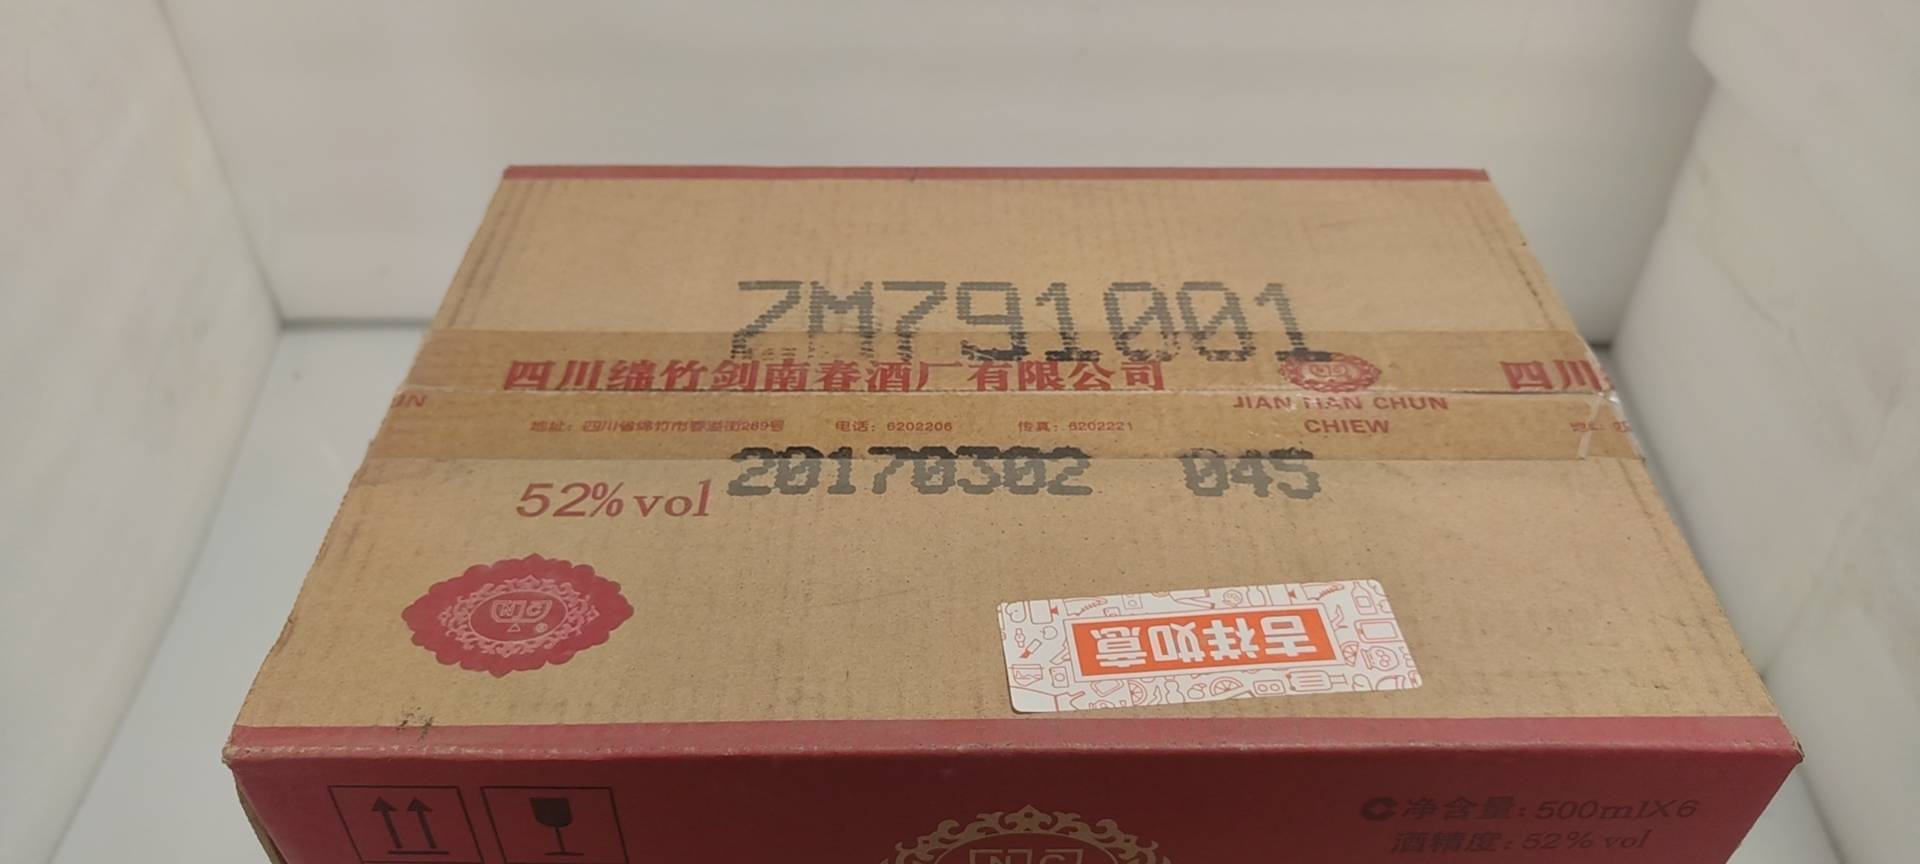 ZM791001
四川绵竹剑南春酒厂有限公司
四川
JIAN NAN CHUN
CHIEW
地址：四川省绵竹市春溢街289号 电话：6202206 传真：6202221
20170302 045
52% vol
吉祥如意
净含量：500mlX6
酒精度：52% vol